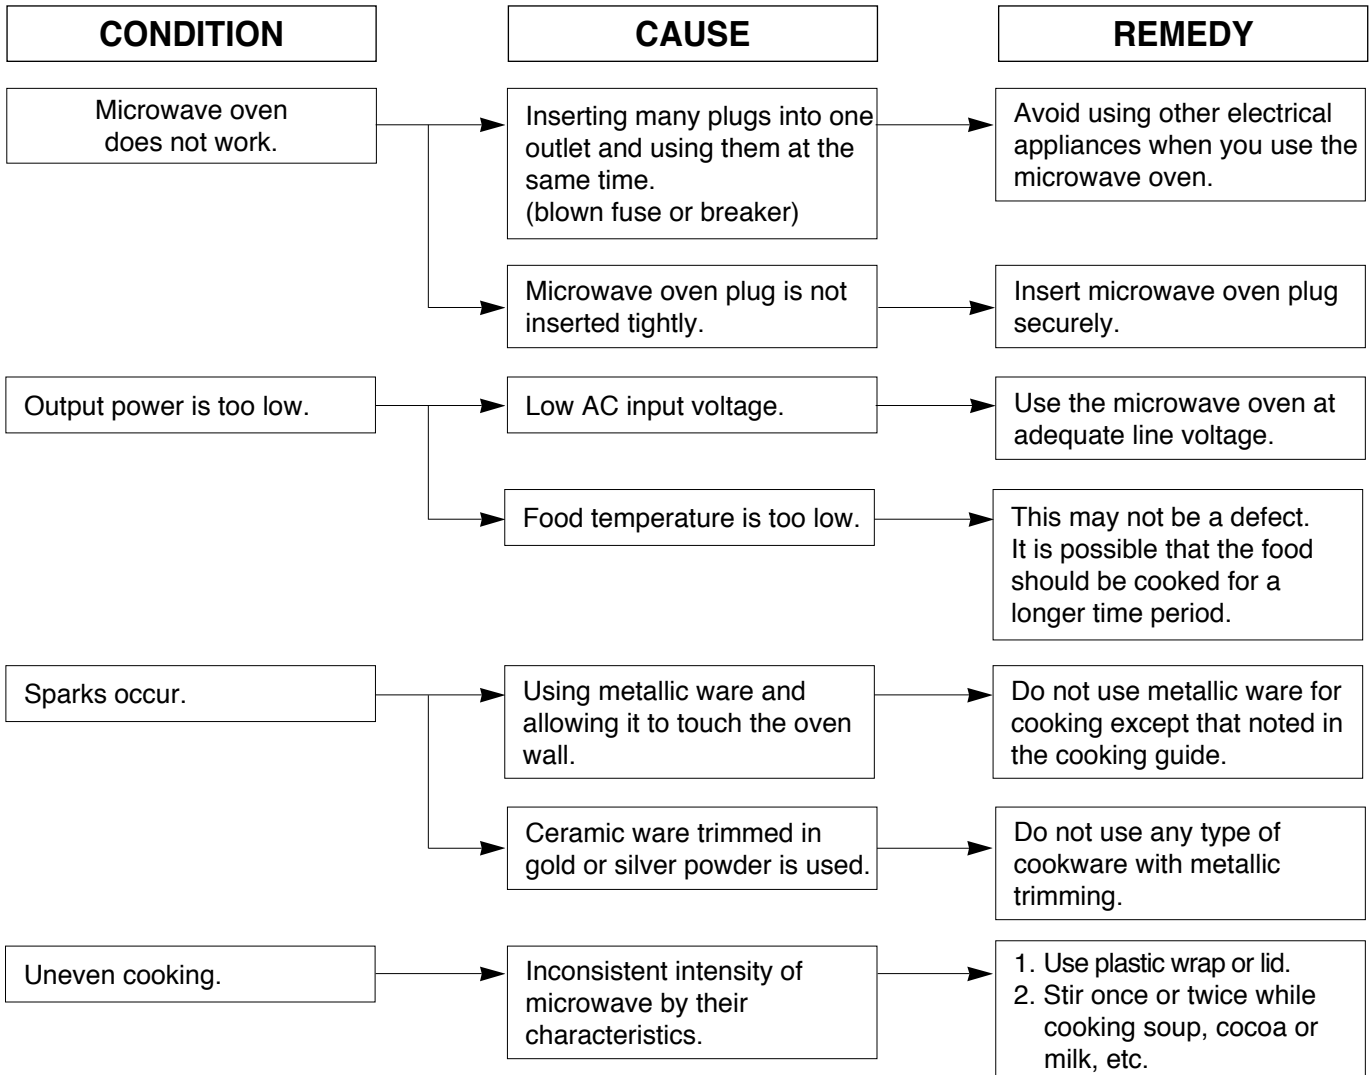 CONDITION
CAUSE
REMEDY
Microwave oven
does not work.
Inserting many plugs into one
outlet and using them at the
same time.
(blown fuse or breaker)
Avoid using other electrical
appliances when you use the
microwave oven.
Microwave oven plug is not
inserted tightly.
Insert microwave oven plug
securely.
Output power is too low.
Low AC input voltage.
Use the microwave oven at
adequate line voltage.
Food temperature is too low.
This may not be a defect.
It is possible that the food
should be cooked for a
longer time period.
Sparks occur.
Using metallic ware and
allowing it to touch the oven
wall.
Do not use metallic ware for
cooking except that noted in
the cooking guide.
Ceramic ware trimmed in
gold or silver powder is used.
Do not use any type of
cookware with metallic
trimming.
Uneven cooking.
Inconsistent intensity of
microwave by their
characteristics.
1. Use plastic wrap or lid.
2. Stir once or twice while
cooking soup, cocoa or
milk, etc.